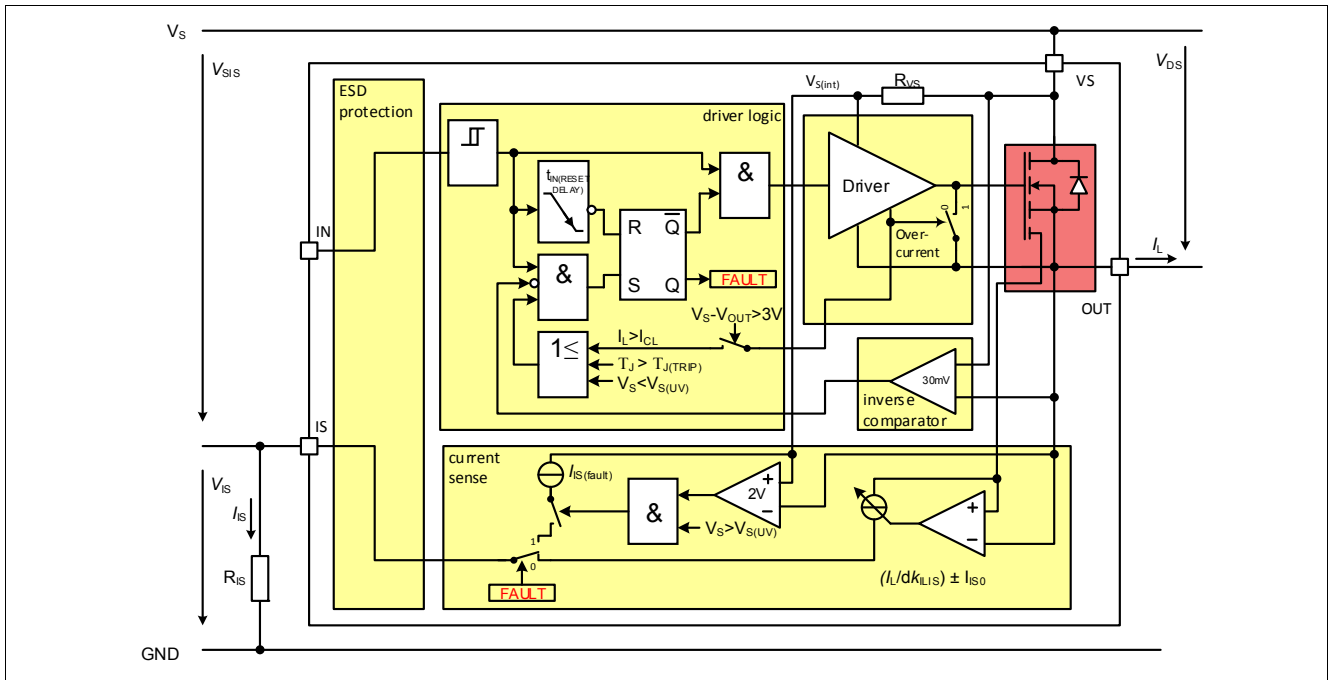 VS
VSIS
VDS
ESD
protection
driver logic
VS(int)
RVS
VS
tIN(RESET
DELAY)
&
Driver
IN
R
Q
S
Q
FAULT
&
Over-
current
0
1
IL
OUT
VS-VOUT>3V
1≤
IL>ICL
TJ > TJ(TRIP)
VS<VS(UV)
30mV
inverse
comparator
IS
current
sense
IIS(fault)
VIS
IIS
RIS
&
2V
+
−
VS>VS(UV)
+
−
1
0
FAULT
(IL/dkILIS) ± IIS0
GND